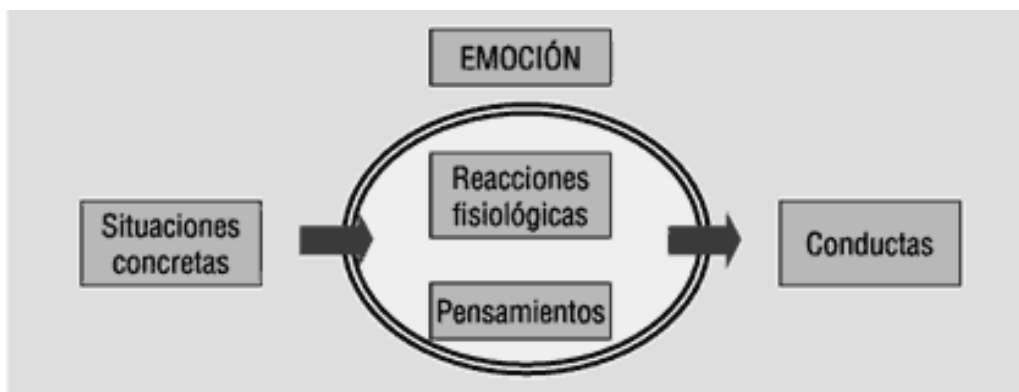 EMOCIÓN
Situaciones
concretas
Reacciones
fisiológicas
Pensamientos
Conductas